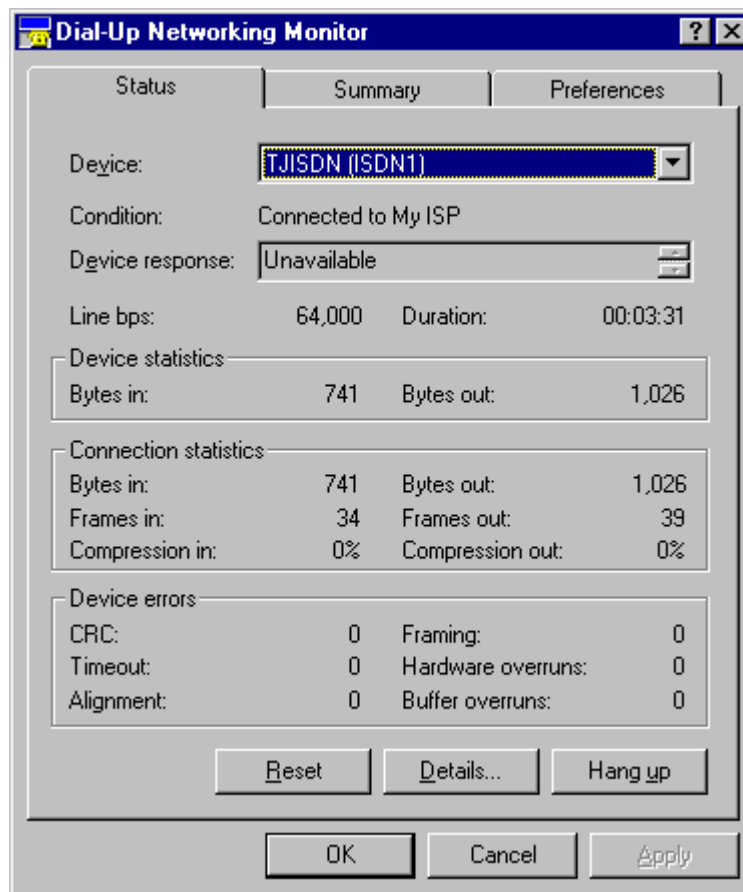 Dial-Up Networking Monitor
Status Summary Preferences
Device: TJISDN (ISDN1)
Condition: Connected to My ISP
Device response: Unavailable
Line bps: 64,000 Duration: 00:03:31
Device statistics
Bytes in: 741 Bytes out: 1,026
Connection statistics
Bytes in: 741 Bytes out: 1,026
Frames in: 34 Frames out: 39
Compression in: 0% Compression out: 0%
Device errors
CRC: 0 Framing: 0
Timeout: 0 Hardware overruns: 0
Alignment: 0 Buffer overruns: 0
Reset Details... Hang up
OK Cancel Apply